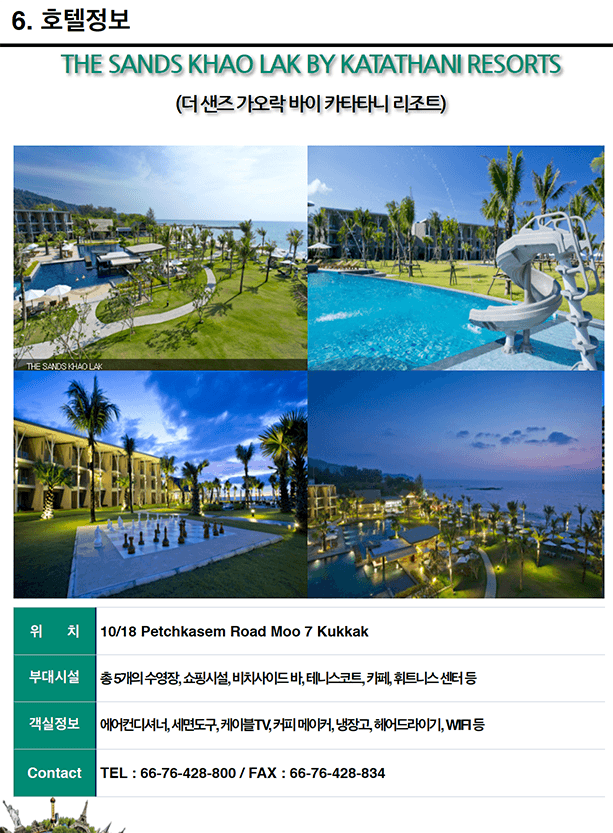 6. 호텔정보
THE SANDS KHAO LAK BY KATATHANI RESORTS
(더 샌즈 카오락 바이 카타타니 리조트)
THE SANDS KHAO LAK
위 치 10/18 Petchkasem Road Moo 7 Kukkak
부대시설 총 5개의 수영장, 쇼핑시설, 비치사이드 바, 테니스코트, 카페, 휘트니스 센터 등
객실정보 에어컨디셔너, 세면도구, 케이블TV, 커피 메이커, 냉장고, 헤어드라이기, WIFI 등
Contact TEL : 66-76-428-800 / FAX : 66-76-428-834